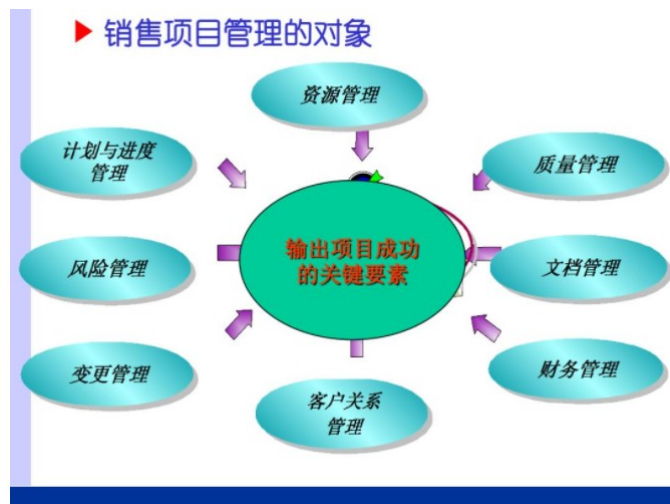 销售项目管理的对象
资源管理
计划与进度
管理
质量管理
输出项目成功
的关键要素
风险管理
文档管理
变更管理
财务管理
客户关系
管理